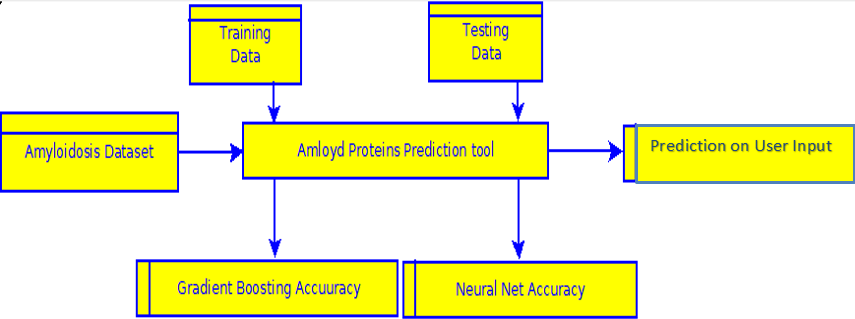 Training
Data
Testing
Data
Amyloidosis Dataset
Amloyd Proteins Prediction tool
Prediction on User Input
Gradient Boosting Accuuracy
Neural Net Accuracy